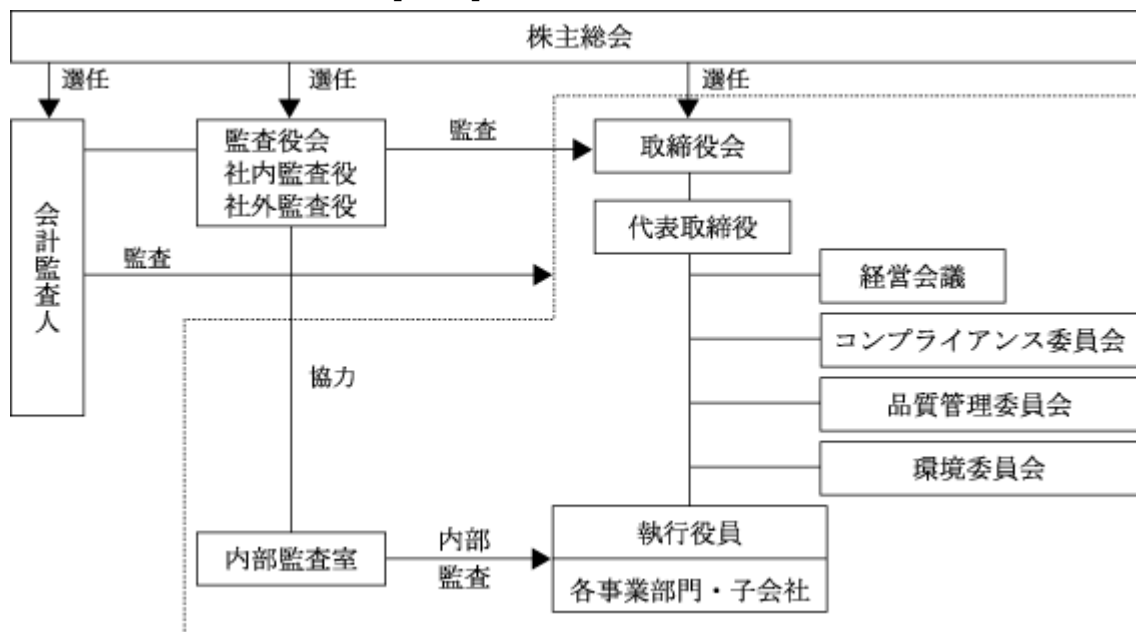 株主総会
選任
選任
選任
監査役会
社内監査役
社外監査役
監査
取締役会
会計監査人
代表取締役
監査
経営会議
コンプライアンス委員会
協力
品質管理委員会
環境委員会
内部監査室
内部
監査
執行役員
各事業部門・子会社